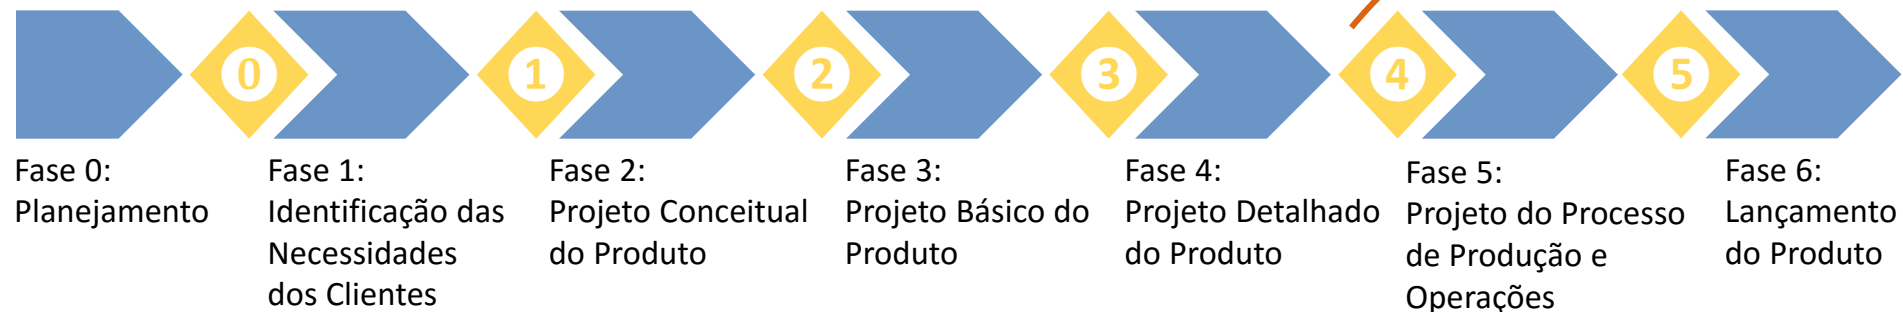 0
1
2
3
4
5
Fase 0:
Planejamento
Fase 1:
Identificação das
Necessidades
dos Clientes
Fase 2:
Projeto Conceitual
do Produto
Fase 3:
Projeto Básico do
Produto
Fase 4:
Projeto Detalhado
do Produto
Fase 5:
Projeto do Processo
de Produção e
Operações
Fase 6:
Lançamento
do Produto